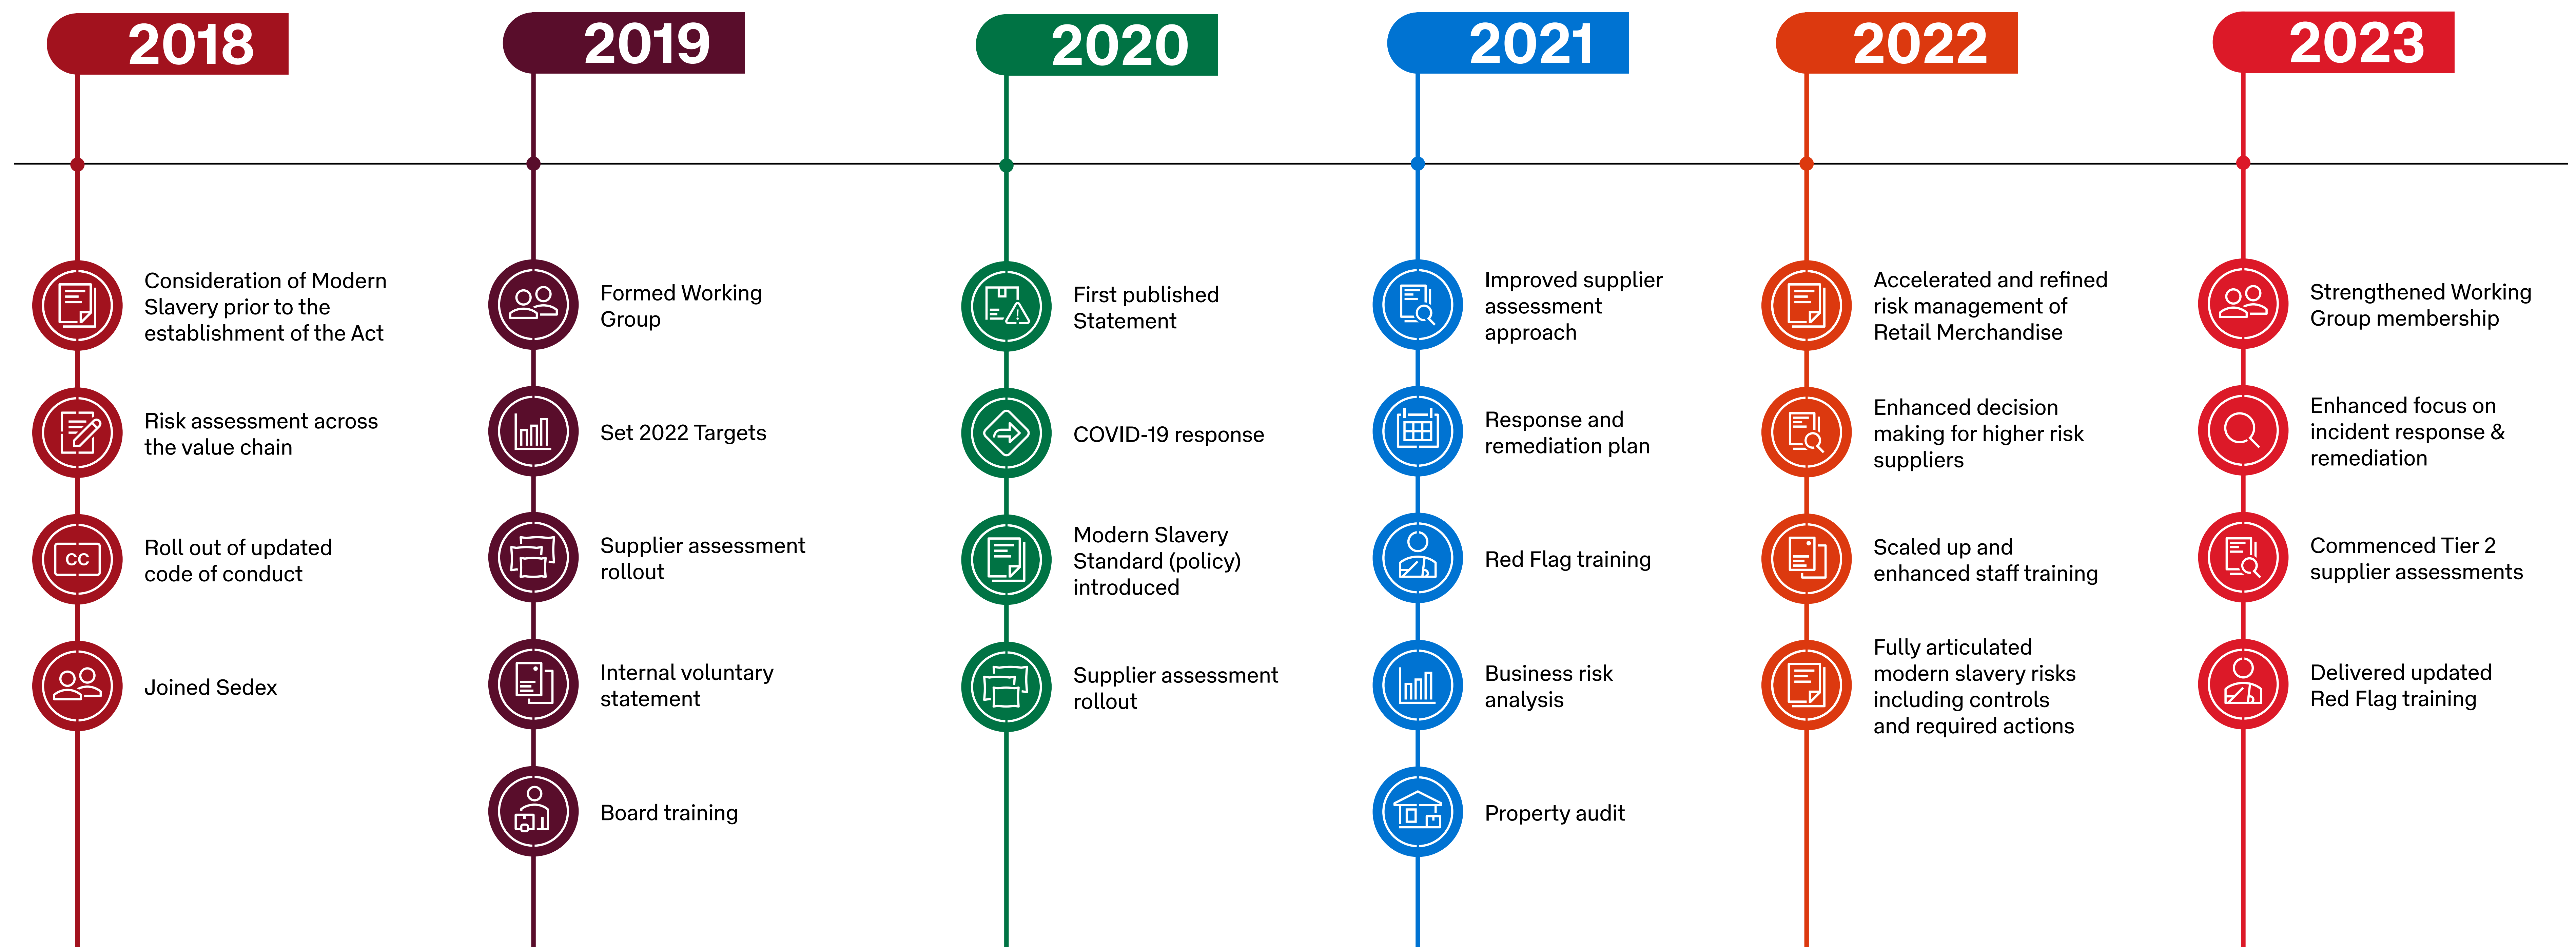 2018
Consideration of Modern
Slavery prior to the
establishment of the Act
Risk assessment across
the value chain
CC
Roll out of updated
code of conduct
Joined Sedex
2019
Formed Working
Group
Set 2022 Targets
Supplier assessment
rollout
Internal voluntary
statement
Board training
2020
First published
Statement
COVID-19 response
Modern Slavery
Standard (policy)
introduced
Supplier assessment
rollout
2021
Improved supplier
assessment
approach
Response and
remediation plan
Red Flag training
Business risk
analysis
Property audit
2022
Accelerated and refined
risk management of
Retail Merchandise
Enhanced decision
making for higher risk
suppliers
Scaled up and
enhanced staff training
Fully articulated
modern slavery risks
including controls
and required actions
2023
Strengthened Working
Group membership
Enhanced focus on
incident response &
remediation
Commenced Tier 2
supplier assessments
Delivered updated
Red Flag training